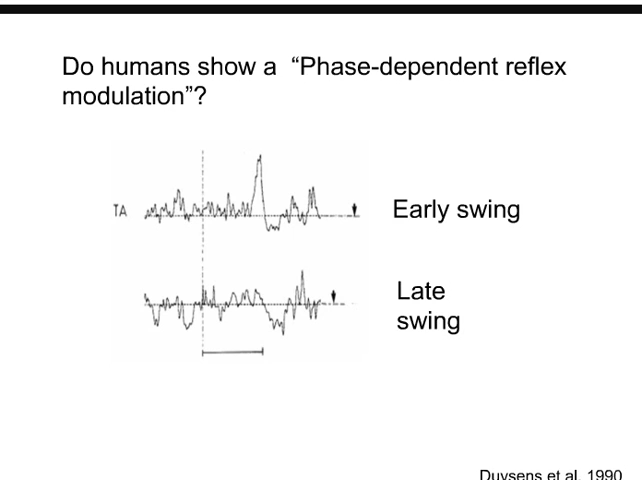 Do humans show a “Phase-dependent reflex
modulation”?
TA
Early swing
Late
swing
Duysens et al. 1990